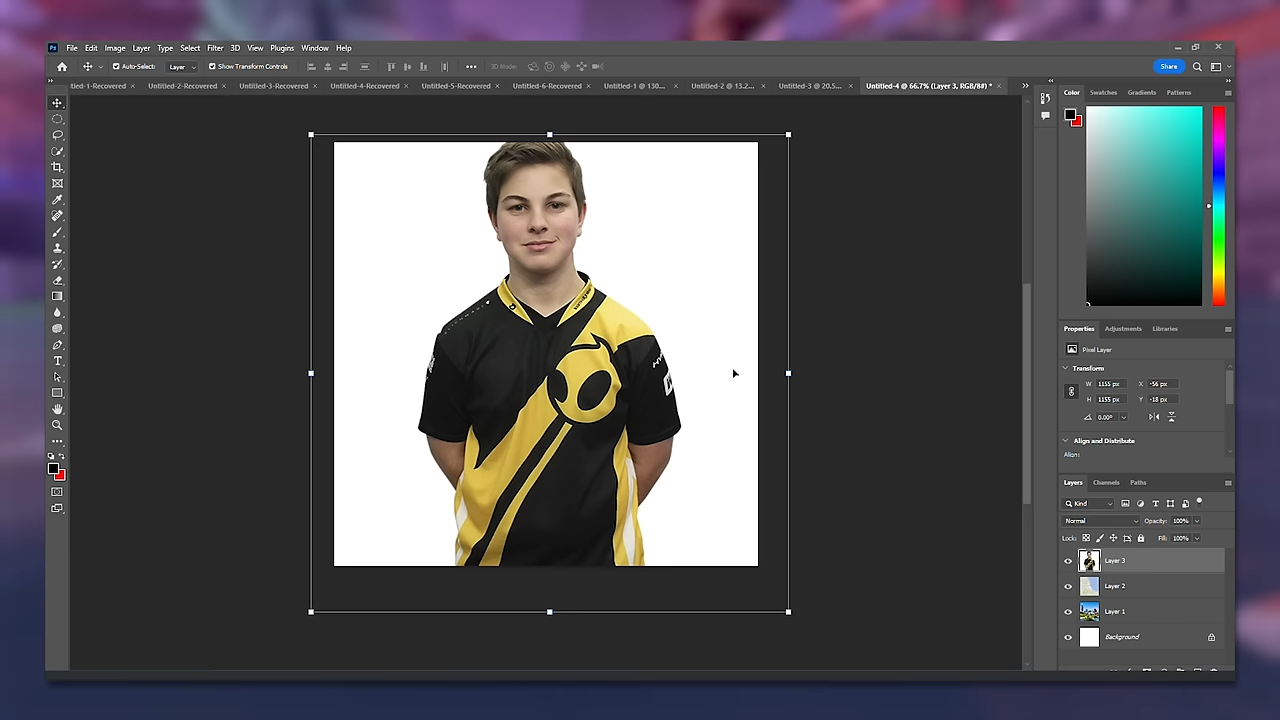 Ps File Edit Image Layer Type Select Filter 3D View Plugins Window Help
Auto-Select: Layer Show Transform Controls 3D Mode: Share
tled-1-Recovered × Untitled-2-Recovered × Untitled-3-Recovered × Untitled-4-Recovered × Untitled-5-Recovered × Untitled-6-Recovered × Untitled-1 @ 130... × Untitled-2 @ 13.2... × Untitled-3 @ 20.5... × Untitled-4 @ 66.7% (Layer 3, RGB/8#) * ×
Color Swatches Gradients Patterns
Properties Adjustments Libraries
Pixel Layer
Transform
W 1155 px X -56 px
H 1155 px Y -18 px
0.00°
Align and Distribute
Align:
Layers Channels Paths
Kind
Normal Opacity: 100%
Lock: Fill: 100%
Layer 3
Layer 2
Layer 1
Background